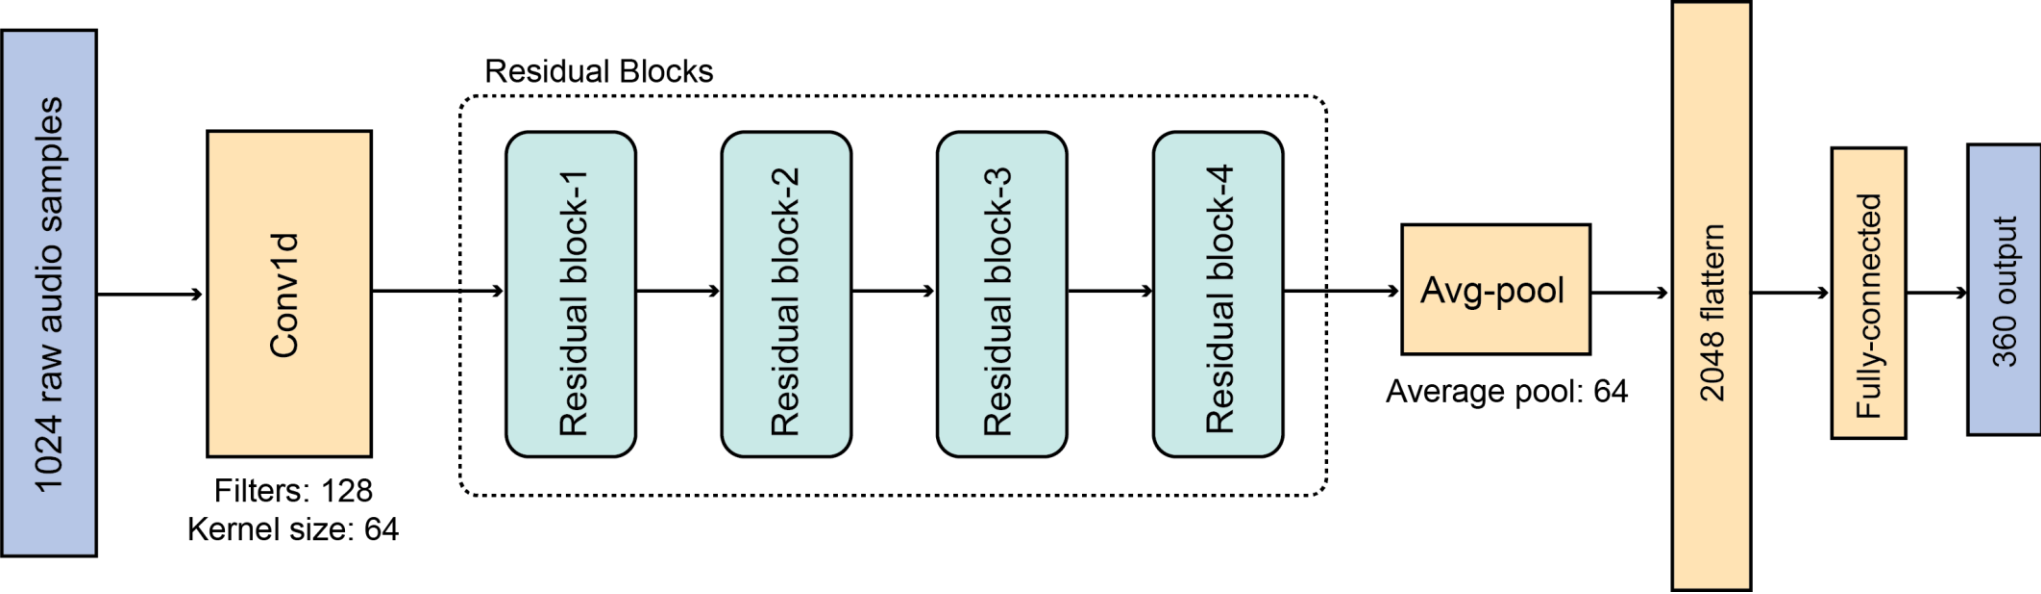 1024 raw audio samples
Conv1d
Filters: 128
Kernel size: 64
Residual Blocks
Residual block-1
Residual block-2
Residual block-3
Residual block-4
Avg-pool
Average pool: 64
2048 flattern
Fully-connected
360 output